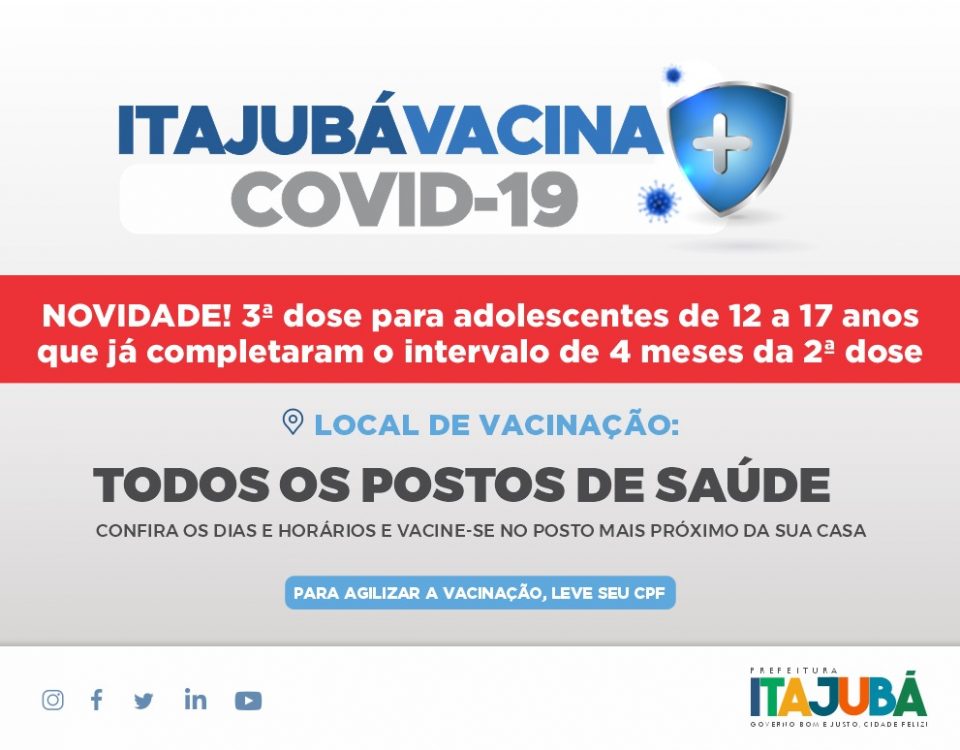 ITAJUBÁVACINA
COVID-19
NOVIDADE! 3ª dose para adolescentes de 12 a 17 anos
que já completaram o intervalo de 4 meses da 2ª dose
LOCAL DE VACINAÇÃO:
TODOS OS POSTOS DE SAÚDE
CONFIRA OS DIAS E HORÁRIOS E VACINE-SE NO POSTO MAIS PRÓXIMO DA SUA CASA
PARA AGILIZAR A VACINAÇÃO, LEVE SEU CPF
PREFEITURA
ITAJUBÁ
GOVERNO BOM E JUSTO, CIDADE FELIZ!